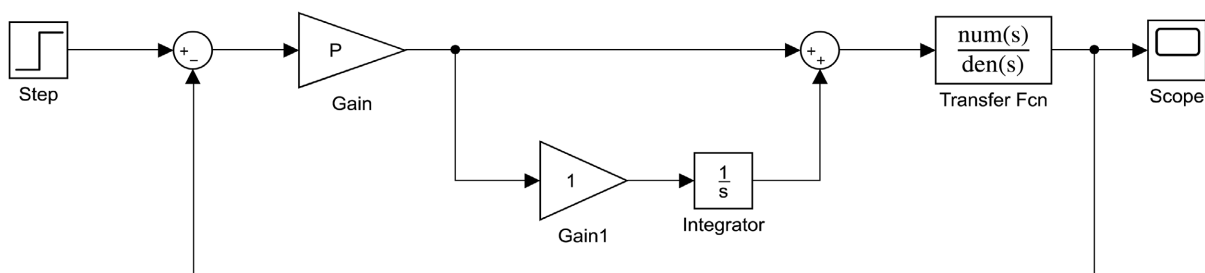 +
−
P
+
+
num(s)
den(s)
Step
Gain
Transfer Fcn
Scope
1
1
s
Gain1
Integrator